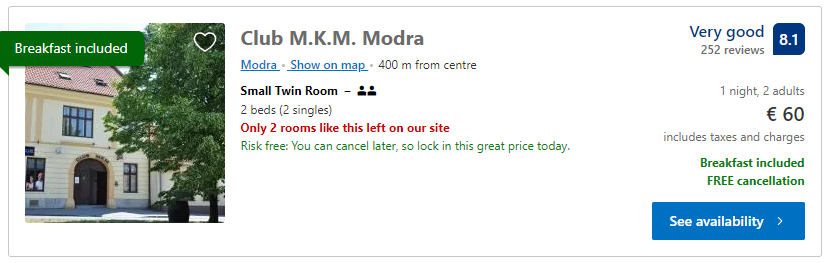 Breakfast included
Club M.K.M. Modra
Modra • Show on map • 400 m from centre
Small Twin Room –
2 beds (2 singles)
Only 2 rooms like this left on our site
Risk free: You can cancel later, so lock in this great price today.
Very good
252 reviews
8.1
1 night, 2 adults
€ 60
includes taxes and charges
Breakfast included
FREE cancellation
See availability